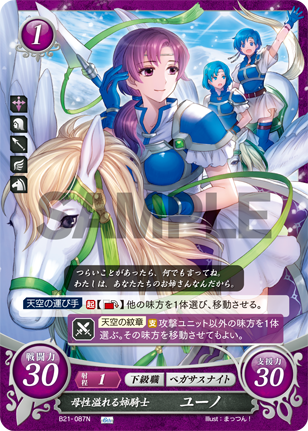 1
SAMPLE
つらいことがあったら、何でも言ってね。
わたしは、あなたたちのお姉さんなんだから。
天空の運び手 起 【 】他の味方を1体選び、移動させる。
天空の紋章 支 攻撃ユニット以外の味方を1体
選ぶ。その味方を移動させてもよい。
戦闘力
30
射程 1 下級職 ペガサスナイト
支援力
30
母性溢れる姉騎士 ユーノ
B21-087N
Illust:まっつん!